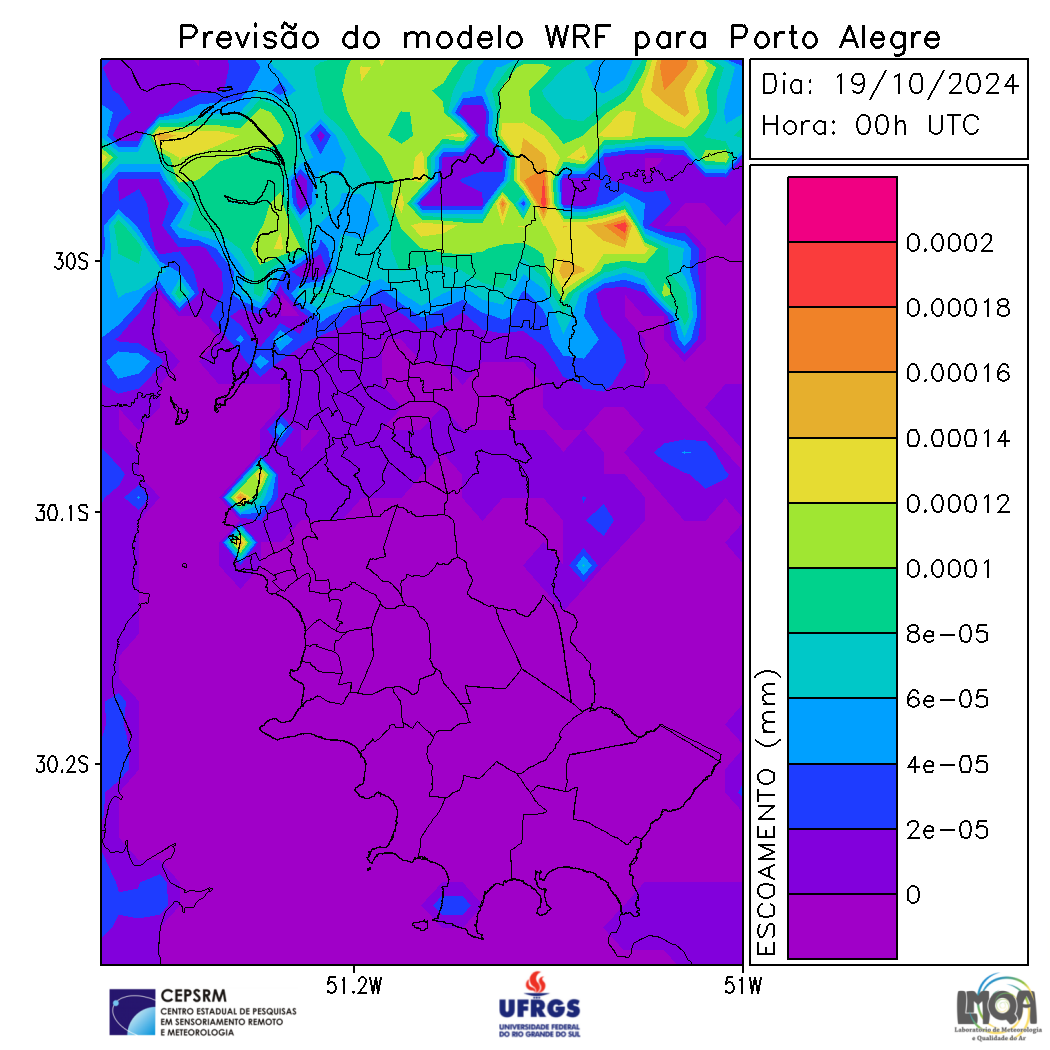 Previsão do modelo WRF para Porto Alegre
Dia: 19/10/2024
Hora: 00h UTC
30S
30.1S
30.2S
51.2W
51W
ESCOAMENTO (mm)
0.0002
0.00018
0.00016
0.00014
0.00012
0.0001
8e-05
6e-05
4e-05
2e-05
0
CEPSRM
CENTRO ESTADUAL DE PESQUISAS
EM SENSORIAMENTO REMOTO
E METEOROLOGIA
UFRGS
UNIVERSIDADE FEDERAL
DO RIO GRANDE DO SUL
LMQA
Laboratório de Meteorologia
e Qualidade do Ar